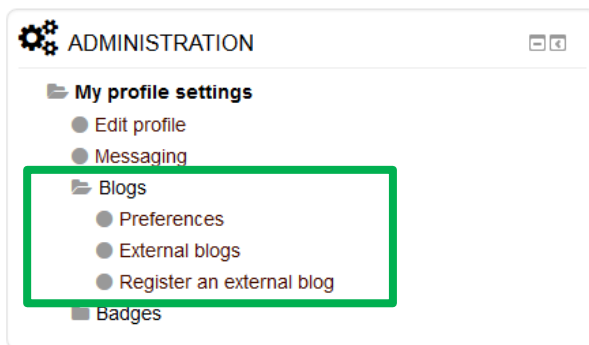 ADMINISTRATION
My profile settings
Edit profile
Messaging
Blogs
Preferences
External blogs
Register an external blog
Badges